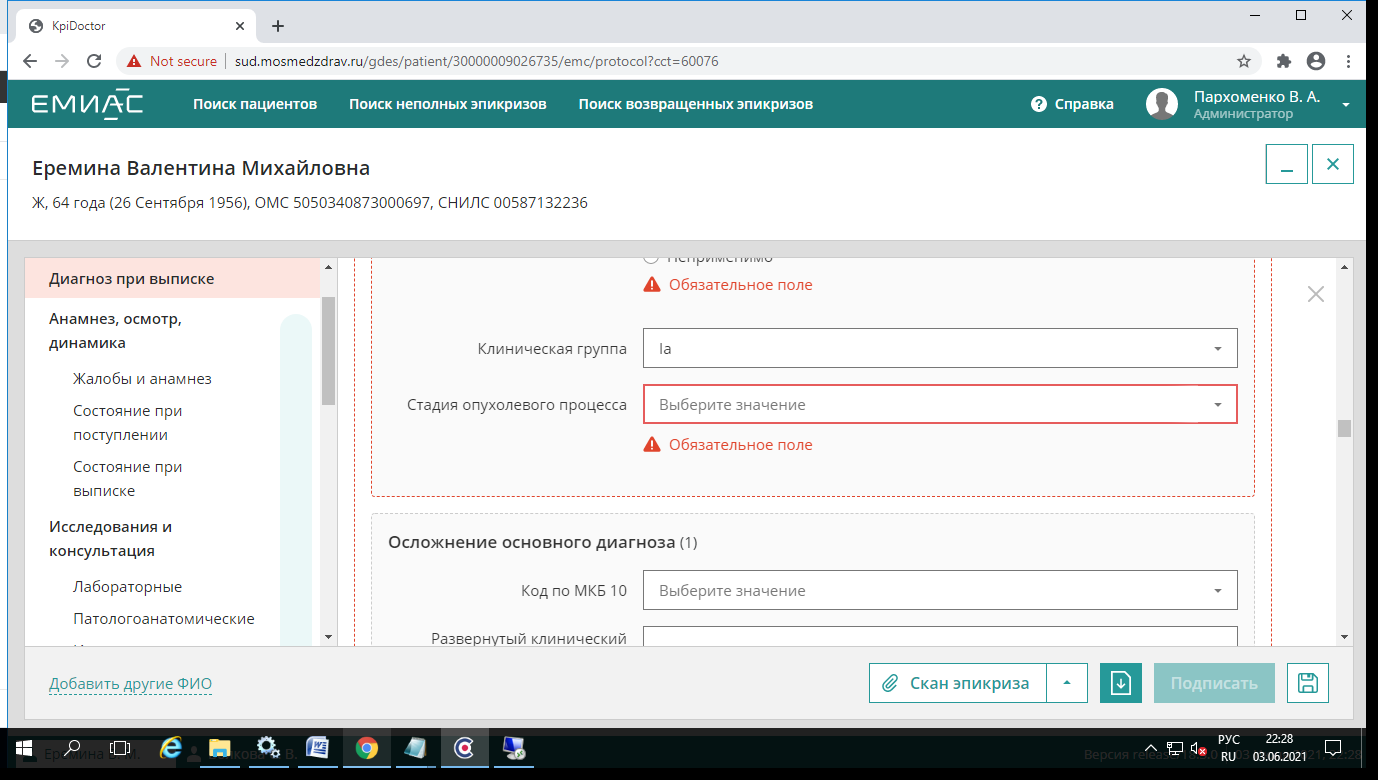 KpiDoctor
Not secure
sud.mosmedzdrav.ru/gdes/patient/30000009026735/emc/protocol?cct=60076
ЕМИАС
Поиск пациентов
Поиск неполных эпикризов
Поиск возвращенных эпикризов
? Справка
Пархоменко В. А.
Администратор
Еремина Валентина Михайловна
Ж, 64 года (26 Сентября 1956), ОМС 5050340873000697, СНИЛС 00587132236
Диагноз при выписке
Анамнез, осмотр,
динамика
Жалобы и анамнез
Состояние при
поступлении
Состояние при
выписке
Исследования и
консультация
Лабораторные
Патологоанатомические
Неприменимо
Обязательное поле
Клиническая группа
Ia
Стадия опухолевого процесса
Выберите значение
Обязательное поле
Осложнение основного диагноза (1)
Код по МКБ 10
Выберите значение
Развернутый клинический
Добавить другие ФИО
Скан эпикриза
Подписать
Еремина В. М.
РУС
RU
22:28
03.06.2021